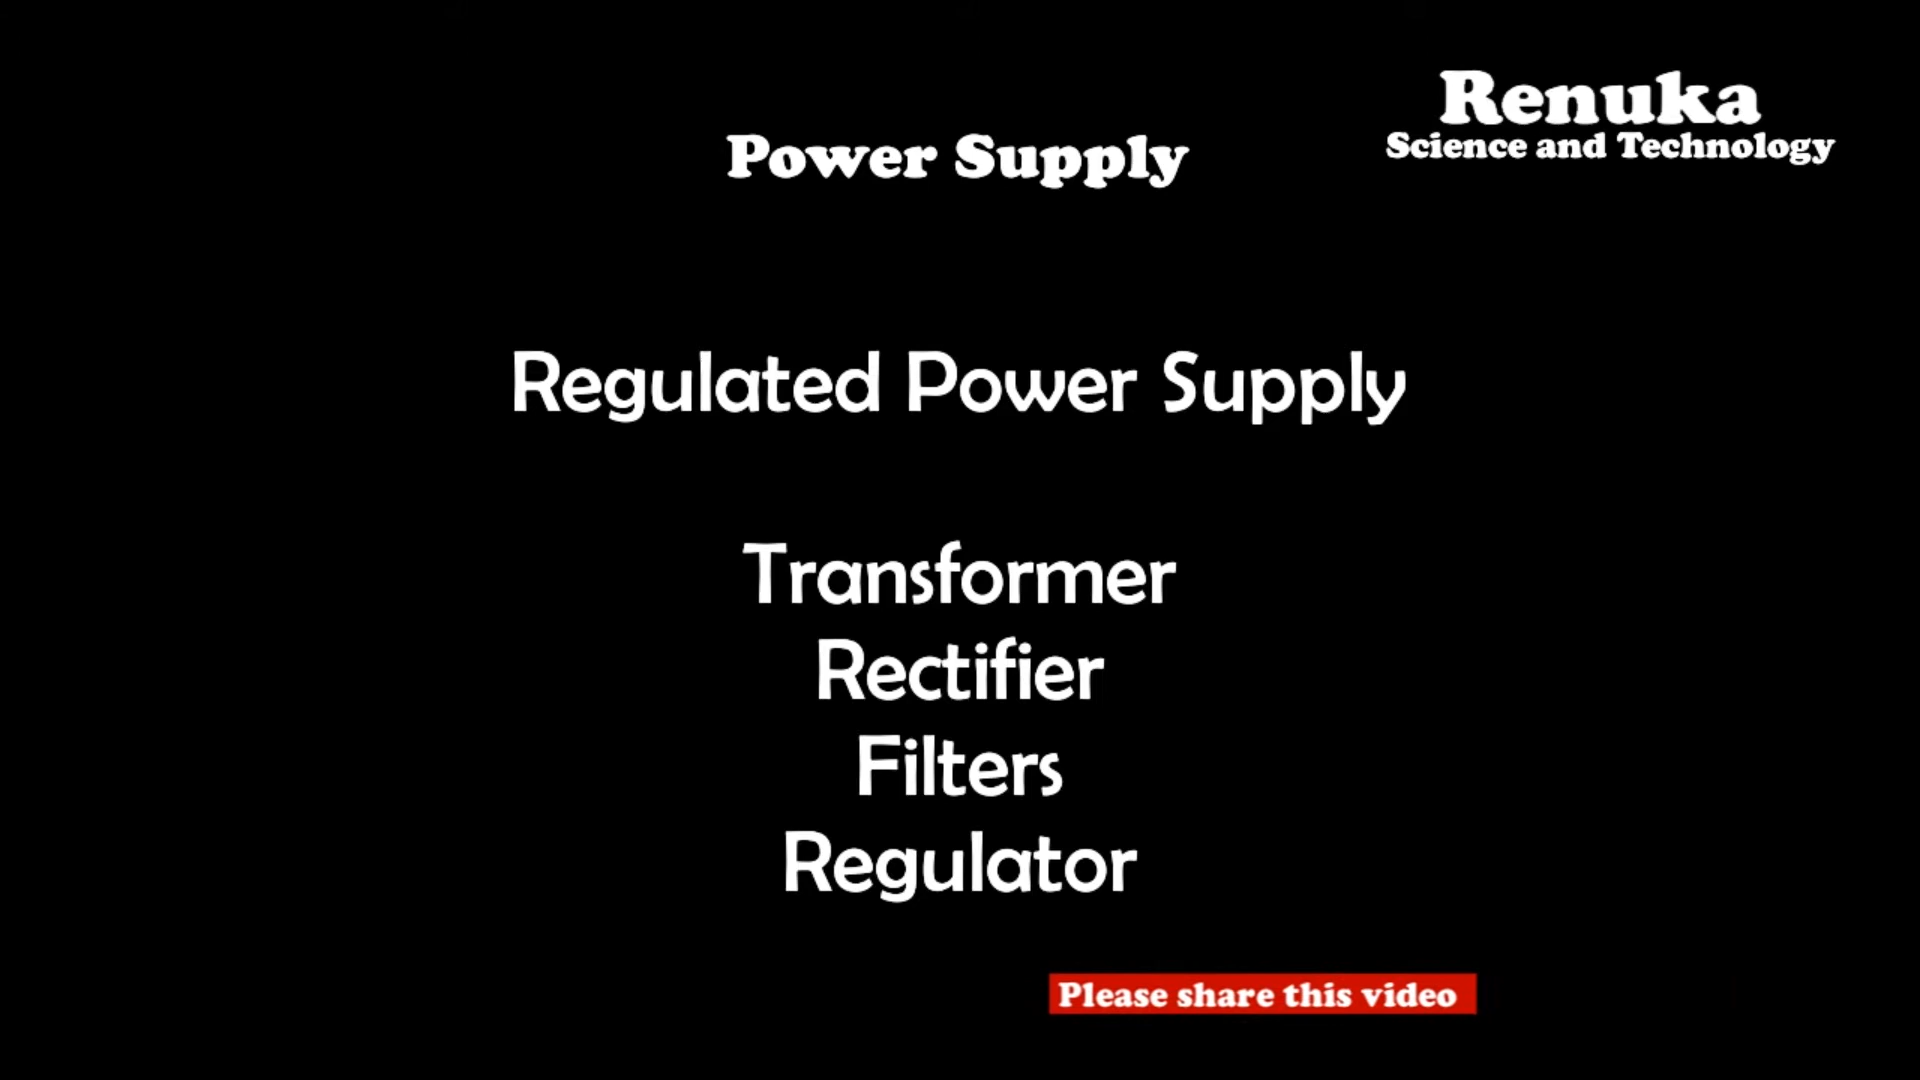 Renuka
Science and Technology
Power Supply
Regulated Power Supply
Transformer
Rectifier
Filters
Regulator
Please share this video